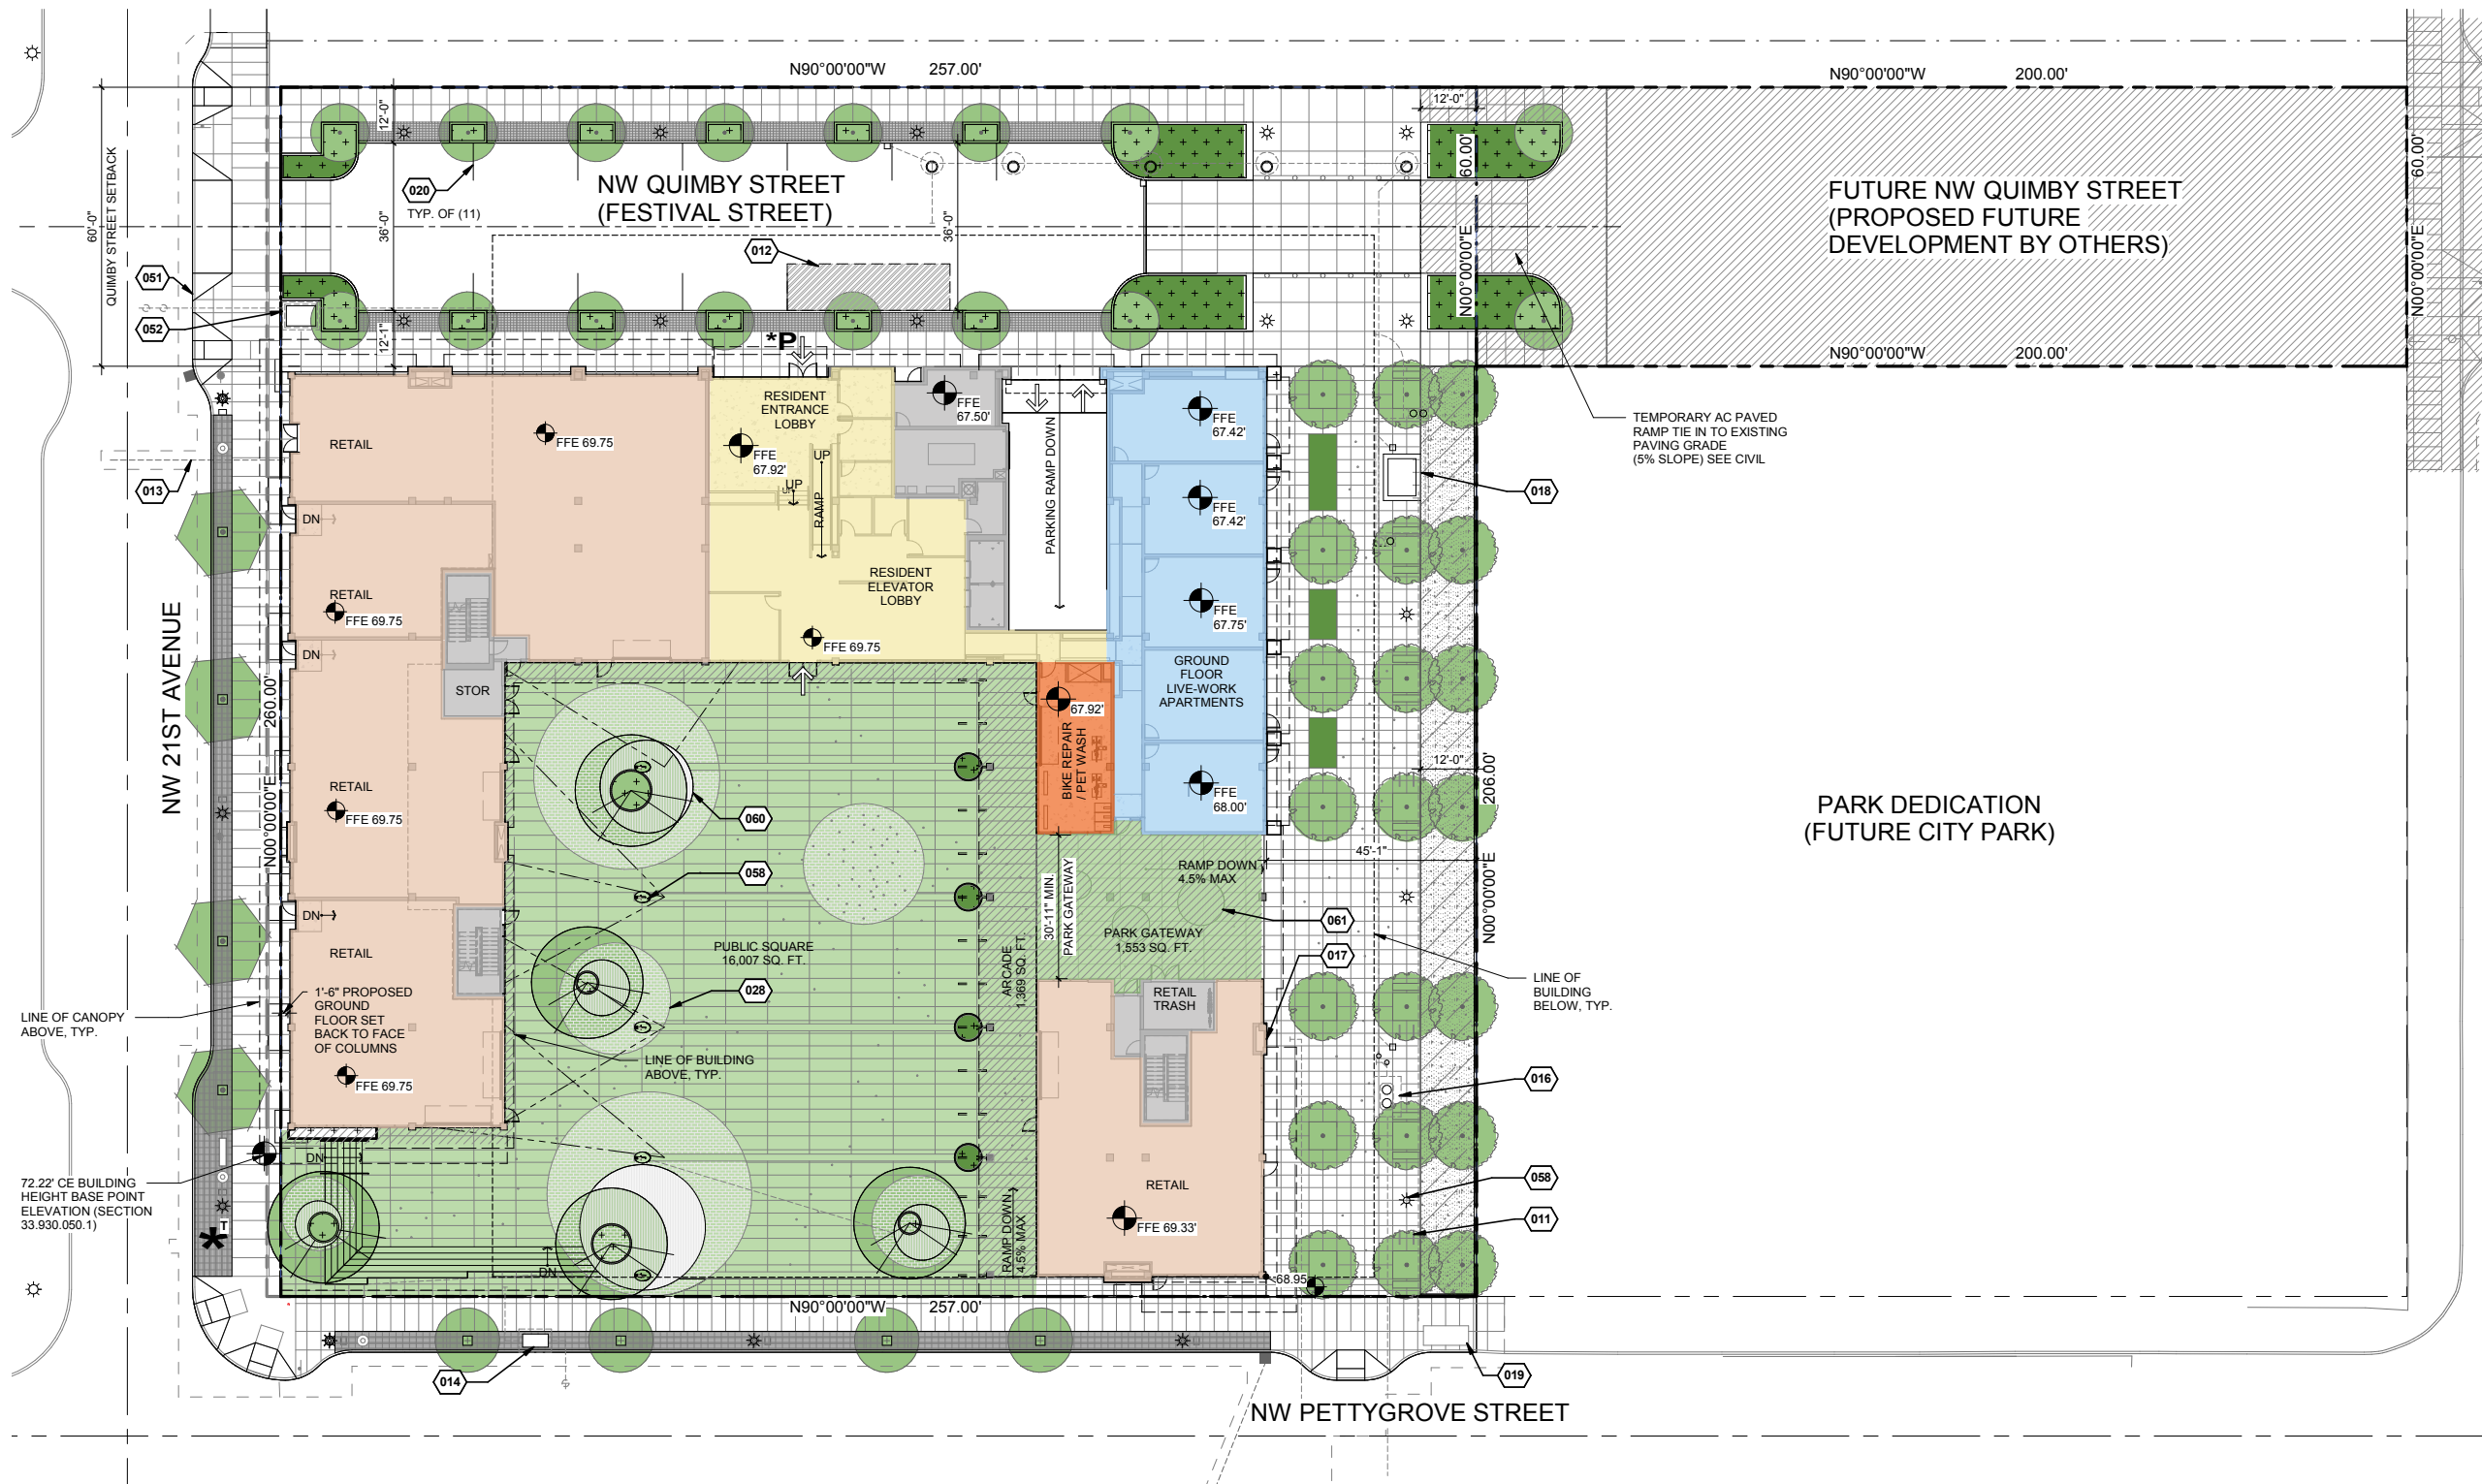 N90°00'00"W 257.00'
N90°00'00"W 200.00'
12'-0"
12'-0"
60'-0"
QUIMBY STREET SETBACK
36'-0"
36'-0"
12'-1"
020
TYP. OF (11)
NW QUIMBY STREET
(FESTIVAL STREET)
012
60.00'
N00°00'00"E
FUTURE NW QUIMBY STREET
(PROPOSED FUTURE
DEVELOPMENT BY OTHERS)
60.00'
N00°00'00"E
N90°00'00"W 200.00'
051
052
*P
013
RETAIL
FFE 69.75
RESIDENT
ENTRANCE
LOBBY
FFE
67.92'
UP
UP
RAMP
FFE
67.50'
PARKING RAMP DOWN
FFE
67.42'
FFE
67.42'
FFE
67.75'
TEMPORARY AC PAVED
RAMP TIE IN TO EXISTING
PAVING GRADE
(5% SLOPE) SEE CIVIL
018
DN
RETAIL
FFE 69.75
RESIDENT
ELEVATOR
LOBBY
FFE 69.75
DN
STOR
GROUND
FLOOR
LIVE-WORK
APARTMENTS
67.92'
BIKE REPAIR
/ PET WASH
FFE
68.00'
NW 21ST AVENUE
260.00'
N00°00'00"E
RETAIL
FFE 69.75
060
058
12'-0"
206.00'
N00°00'00"E
PARK DEDICATION
(FUTURE CITY PARK)
45'-1"
RAMP DOWN
4.5% MAX
30'-11" MIN.
PARK GATEWAY
061
PARK GATEWAY
1,553 SQ. FT.
DN
RETAIL
PUBLIC SQUARE
16,007 SQ. FT.
028
ARCADE
1,369 SQ. FT.
017
RETAIL
TRASH
LINE OF
BUILDING
BELOW, TYP.
1'-6" PROPOSED
GROUND
FLOOR SET
BACK TO FACE
OF COLUMNS
LINE OF CANOPY
ABOVE, TYP.
LINE OF BUILDING
ABOVE, TYP.
FFE 69.75
016
DN
72.22' CE BUILDING
HEIGHT BASE POINT
ELEVATION (SECTION
33.930.050.1)
T
*
RETAIL
FFE 69.33'
058
011
RAMP DOWN
4.5% MAX
DN
68.95
N90°00'00"W 257.00'
014
019
NW PETTYGROVE STREET